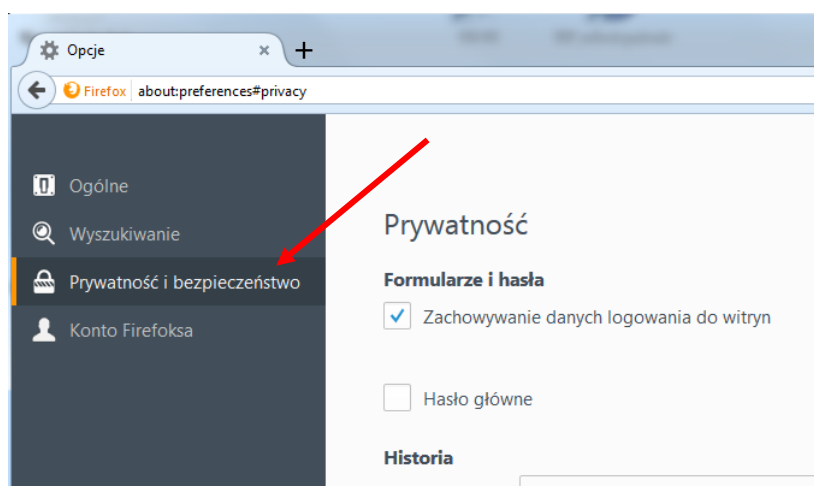 Opcje
Firefox about:preferences#privacy
Ogólne
Wyszukiwanie
Prywatność i bezpieczeństwo
Konto Firefoksa
Prywatność
Formularze i hasła
Zachowywanie danych logowania do witryn
Hasło główne
Historia